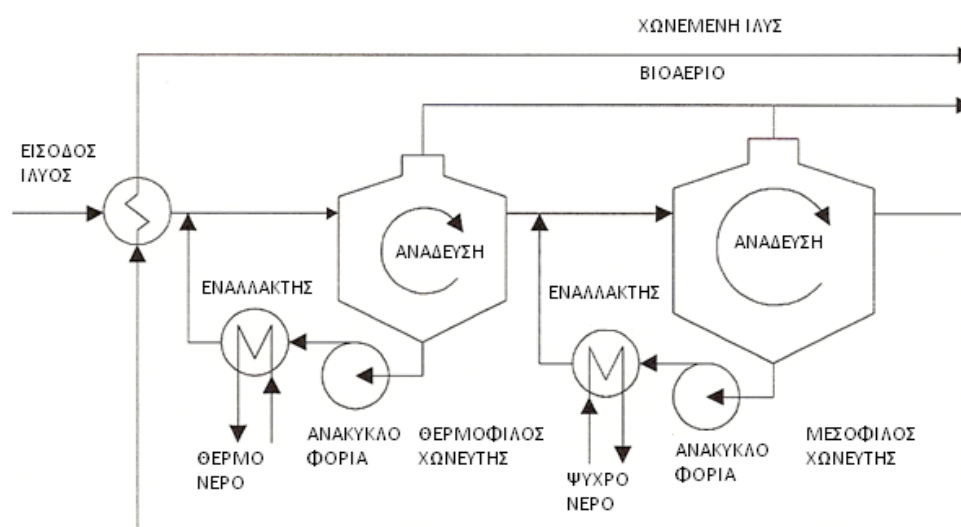 ΧΩΝΕΜΕΝΗ ΙΛΥΣ
ΒΙΟΑΕΡΙΟ
ΕΙΣΟΔΟΣ
ΙΛΥΟΣ
ΑΝΑΔΕΥΣΗ
ΑΝΑΔΕΥΣΗ
ΕΝΑΛΛΑΚΤΗΣ
ΕΝΑΛΛΑΚΤΗΣ
ΑΝΑΚΥΚΛΟ
ΦΟΡΙΑ
ΘΕΡΜΟΦΙΛΟΣ
ΧΩΝΕΥΤΗΣ
ΑΝΑΚΥΚΛΟ
ΦΟΡΙΑ
ΜΕΣΟΦΙΛΟΣ
ΧΩΝΕΥΤΗΣ
ΘΕΡΜΟ
ΝΕΡΟ
ΨΥΧΡΟ
ΝΕΡΟ